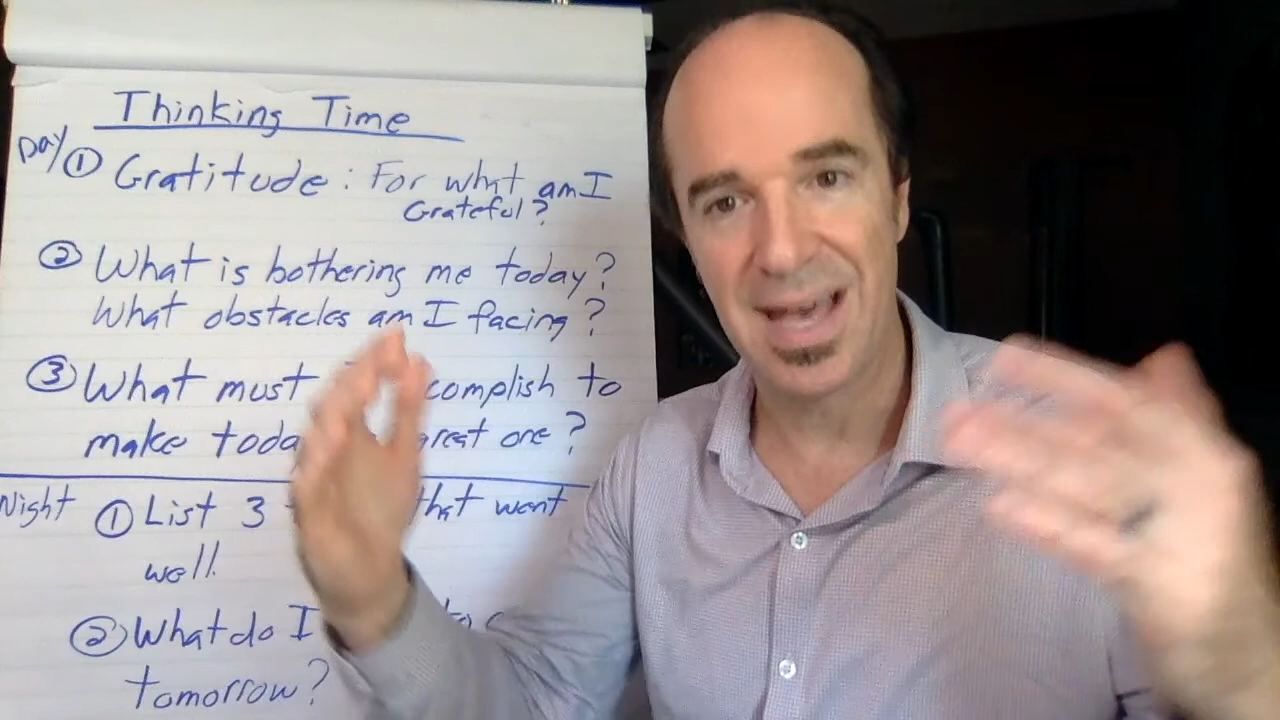 Thinking Time
Day ① Gratitude: For what am I
Grateful?
② What is bothering me today?
What obstacles am I facing?
③ What must complish to
make toda reat one?
Night ① List 3 that went
well.
② What do I to
tomorrow?